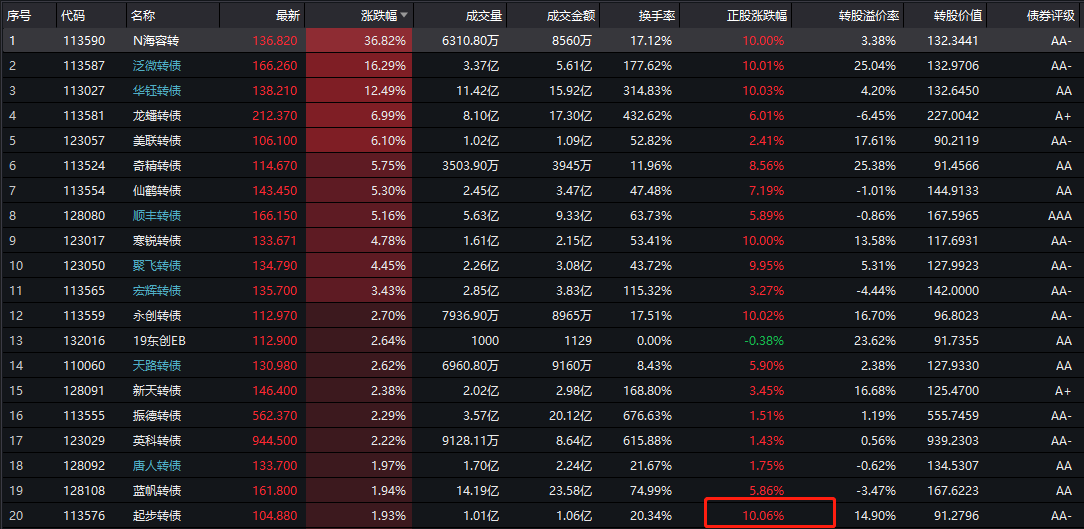 序号 代码 名称 最新 涨跌幅 成交量 成交金额 换手率 正股涨跌幅 转股溢价率 转股价值 债券评级
1 113590 N海容转 136.820 36.82% 6310.80万 8560万 17.12% 10.00% 3.38% 132.3441 AA-
2 113587 泛微转债 166.260 16.29% 3.37亿 5.61亿 177.62% 10.01% 25.04% 132.9706 AA-
3 113027 华钰转债 138.210 12.49% 11.42亿 15.92亿 314.83% 10.03% 4.20% 132.6450 AA
4 113581 龙蟠转债 212.370 6.99% 8.10亿 17.30亿 432.62% 6.01% -6.45% 227.0042 A+
5 123057 美联转债 106.100 6.10% 1.02亿 1.09亿 52.82% 2.41% 17.61% 90.2119 AA-
6 113524 奇精转债 114.670 5.75% 3503.90万 3945万 11.96% 8.56% 25.38% 91.4566 AA-
7 113554 仙鹤转债 143.450 5.30% 2.45亿 3.47亿 47.48% 7.19% -1.01% 144.9133 AA
8 128080 顺丰转债 166.150 5.16% 5.63亿 9.33亿 63.73% 5.89% -0.86% 167.5965 AAA
9 123017 寒锐转债 133.671 4.78% 1.61亿 2.15亿 53.41% 10.00% 13.58% 117.6931 AA-
10 123050 聚飞转债 134.790 4.45% 2.26亿 3.08亿 43.72% 9.95% 5.31% 127.9923 AA-
11 113565 宏辉转债 135.700 3.43% 2.85亿 3.83亿 115.32% 3.27% -4.44% 142.0000 AA-
12 113559 永创转债 112.970 2.70% 7936.90万 8965万 17.51% 10.02% 16.70% 96.8023 AA-
13 132016 19东创EB 112.900 2.64% 1000 1129 0.00% -0.38% 23.62% 91.7355 AA
14 110060 天路转债 130.980 2.62% 6960.80万 9160万 8.43% 5.90% 2.38% 127.9330 AA
15 128091 新天转债 146.400 2.38% 2.02亿 2.98亿 168.80% 3.45% 16.68% 125.4700 A+
16 113555 振德转债 562.370 2.29% 3.57亿 20.12亿 676.63% 1.51% 1.19% 555.7459 AA-
17 123029 英科转债 944.500 2.22% 9128.11万 8.64亿 615.88% 1.43% 0.56% 939.2303 AA-
18 128092 唐人转债 133.700 1.97% 1.70亿 2.24亿 21.67% 1.75% -0.62% 134.5307 AA
19 128108 蓝帆转债 161.800 1.94% 14.19亿 23.58亿 74.99% 5.86% -3.47% 167.6223 AA
20 113576 起步转债 104.880 1.93% 1.01亿 1.06亿 20.34% 10.06% 14.90% 91.2796 AA-